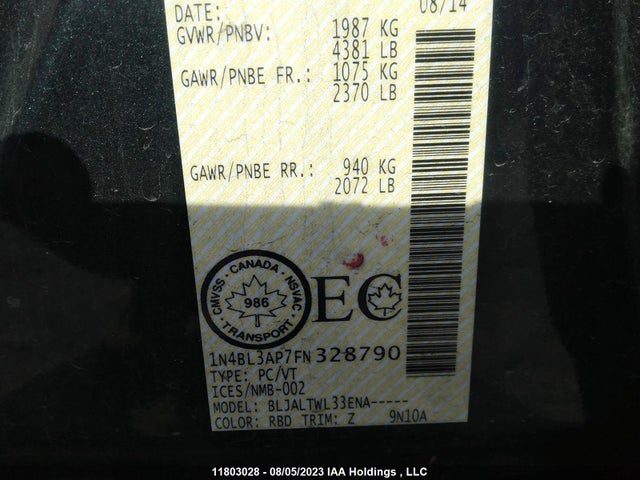 DATE: 08/14
GVWR/PNBV: 1987 KG
4381 LB
GAWR/PNBE FR.: 1075 KG
2370 LB
GAWR/PNBE RR.: 940 KG
2072 LB
CMVSS · CANADA · NSVAC · TRANSPORT ·
986
EC
1N4BL3AP7FN328790
TYPE: PC/VT
ICES/NMB-002
MODEL: BLJALTWL33ENA-----
COLOR: RBD TRIM: Z 9N10A
11803028 - 08/05/2023 IAA Holdings , LLC